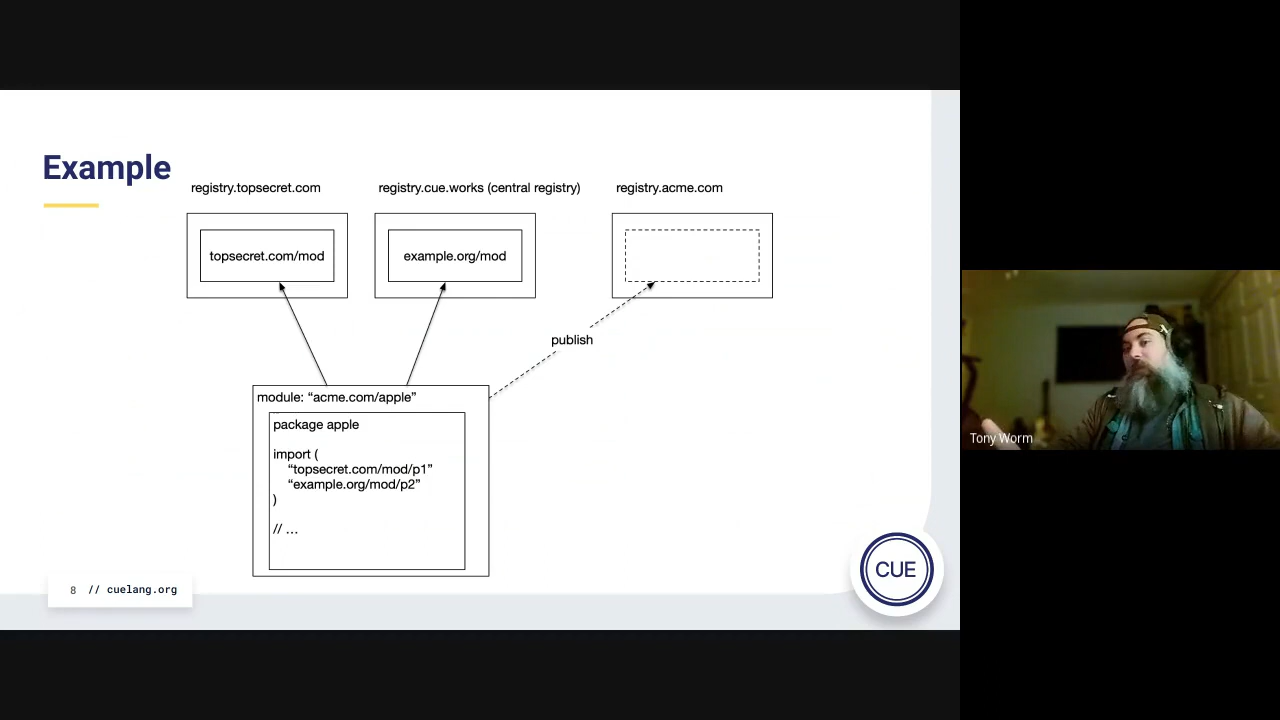 Example
registry.topsecret.com
registry.cue.works (central registry)
registry.acme.com
topsecret.com/mod
example.org/mod
publish
module: “acme.com/apple”
package apple
import (
“topsecret.com/mod/p1”
“example.org/mod/p2”
)
// …
8 // cuelang.org
CUE
Tony Worm